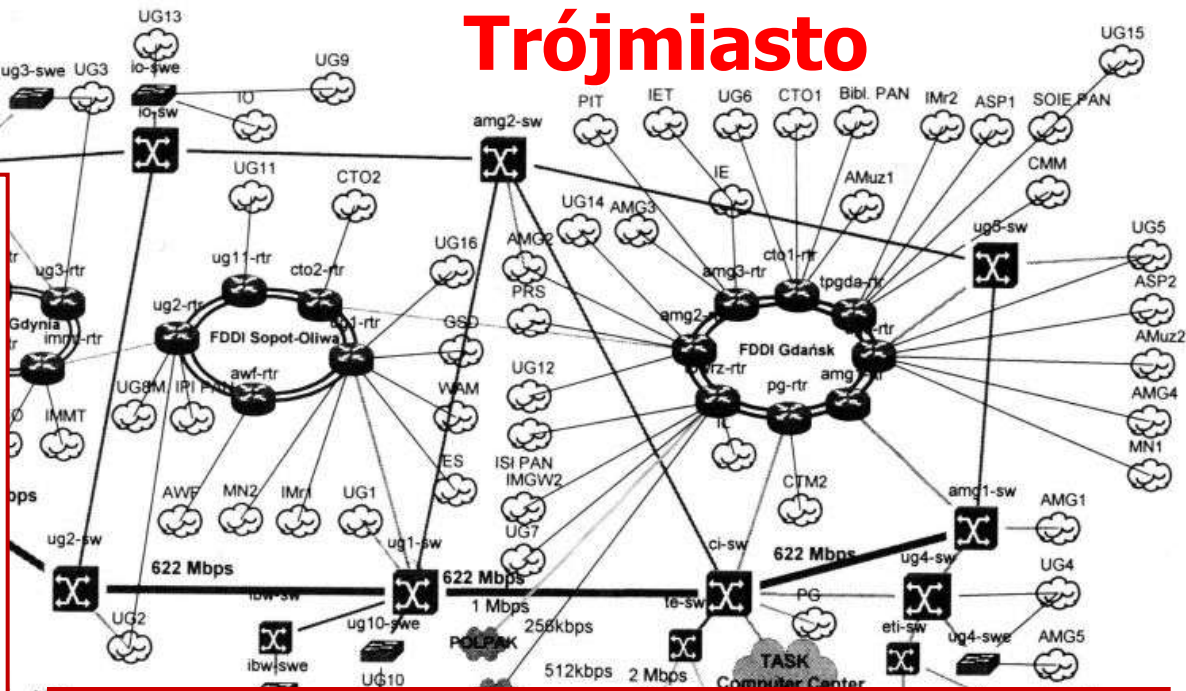 Trójmiasto
UG13
ug3-swe
UG3
io-swe
UG9
IO
io-sw
amg2-sw
PIT
IET
UG6
CTO1
Bibl. PAN
IMr2
ASP1
SOIE PAN
UG15
UG11
CTO2
IE
AMuz1
CMM
UG14
AMG3
ug5-sw
UG16
AMG2
UG5
ug3-rtr
ug11-rtr
cto2-rtr
amg3-rtr
cto1-rtr
tpgda-rtr
ASP2
PRS
ug2-rtr
ug1-rtr
GSD
Gdynia
FDDI Sopot-Oliwa
FDDI Gdańsk
AMuz2
immt-rtr
awf-rtr
UG12
pg-rtr
UG8M
IPI PAN
WAM
AMG4
IMMT
ISI PAN
MN1
ES
IMGW2
CTM2
AWF
MN2
IMr1
UG1
amg1-sw
AMG1
UG7
ug2-sw
ug1-sw
ci-sw
622 Mbps
622 Mbps
622 Mbps
ug4-sw
UG4
ibw-sw
1 Mbps
te-sw
PG
UG2
ug10-swe
256kbps
eti-sw
ug4-swe
AMG5
POLPAK
ibw-swe
UG10
512kbps
2 Mbps
TASK
Computer Center